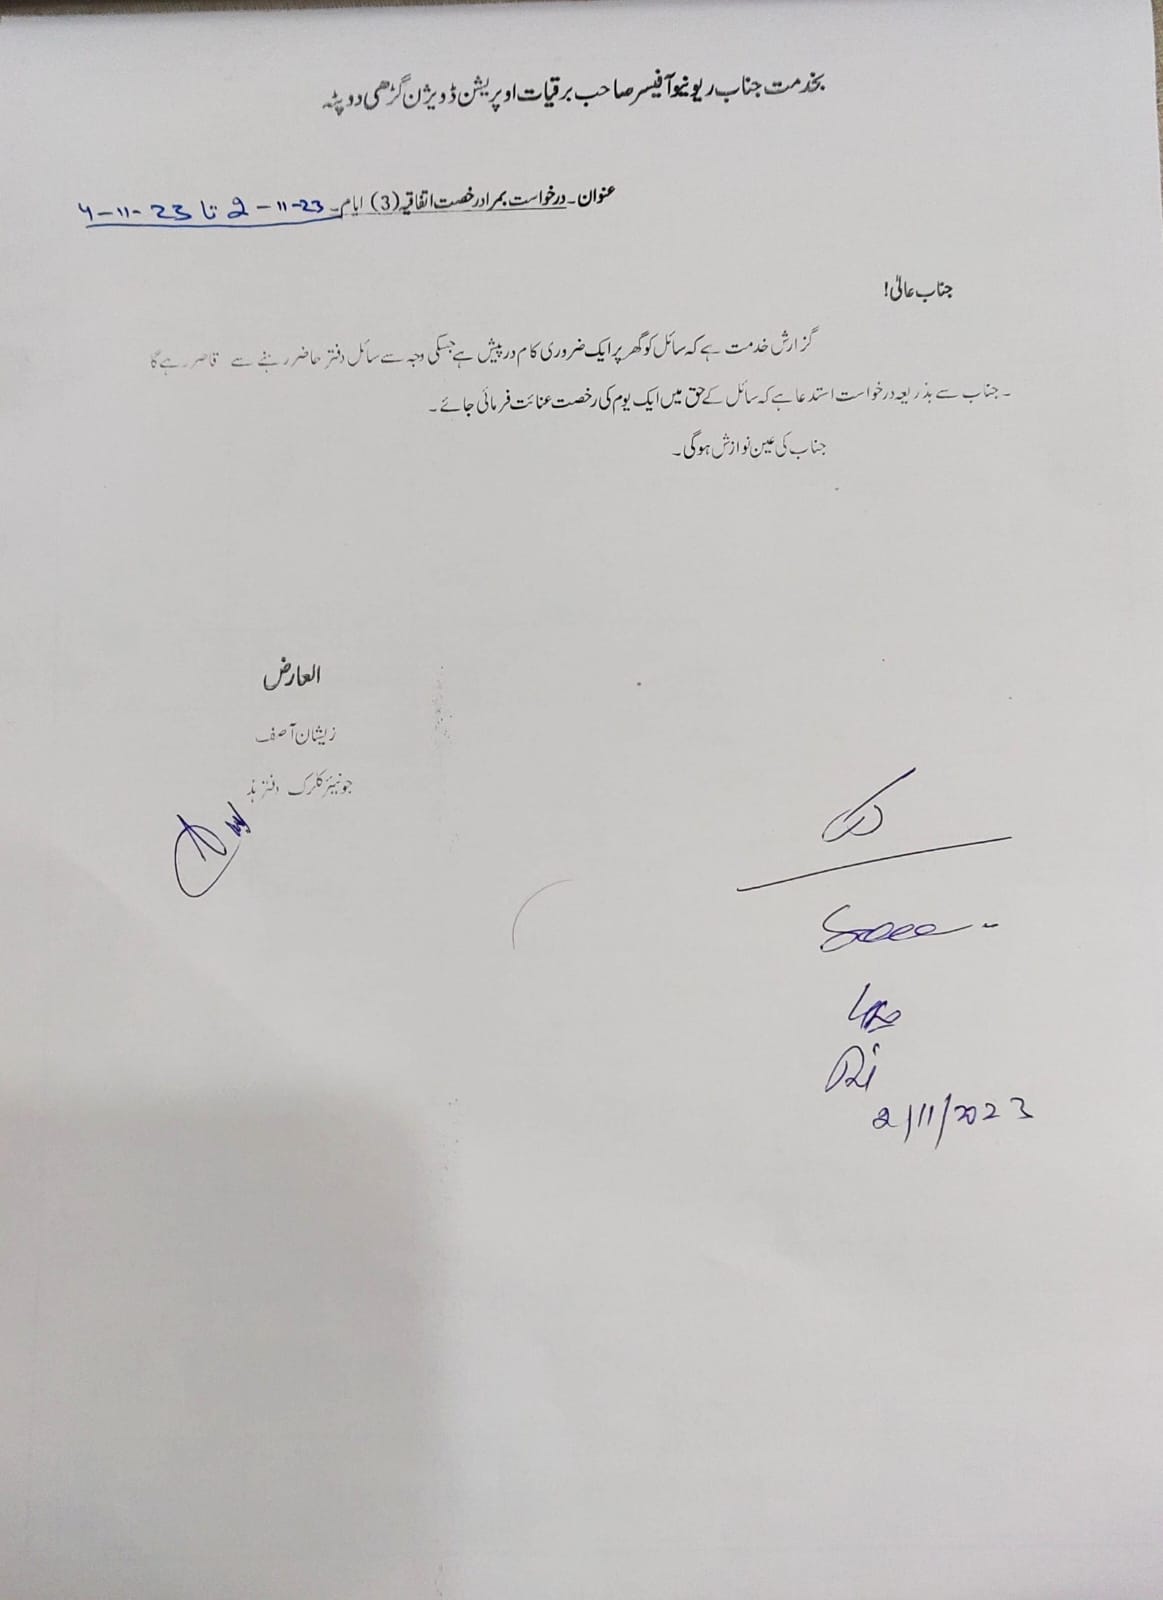 بخدمت جناب ریونیو آفیسر صاحب برقیات اوپریشن ڈویژن گڑھی دوپٹہ
عنوان۔ درخواست بمراد رخصت اتفاقیہ (3) ایام۔ 2-11-23 تا 4-11-23
جناب عالیٰ!
گزارش خدمت ہے کہ سائل کو گھر پر ایک ضروری کام درپیش ہے جسکی وجہ سے سائل دفتر حاضر رہنے سے قاصر رہے گا
۔ جناب سے بذریعہ درخواست استدعا ہے کہ سائل کے حق میں ایک یوم کی رخصت عنائت فرمائی جائے۔
جناب کی عین نوازش ہوگی۔
العارض
زیشان آصف
جونیئر کلرک دفتر ہذ
2/11/2023